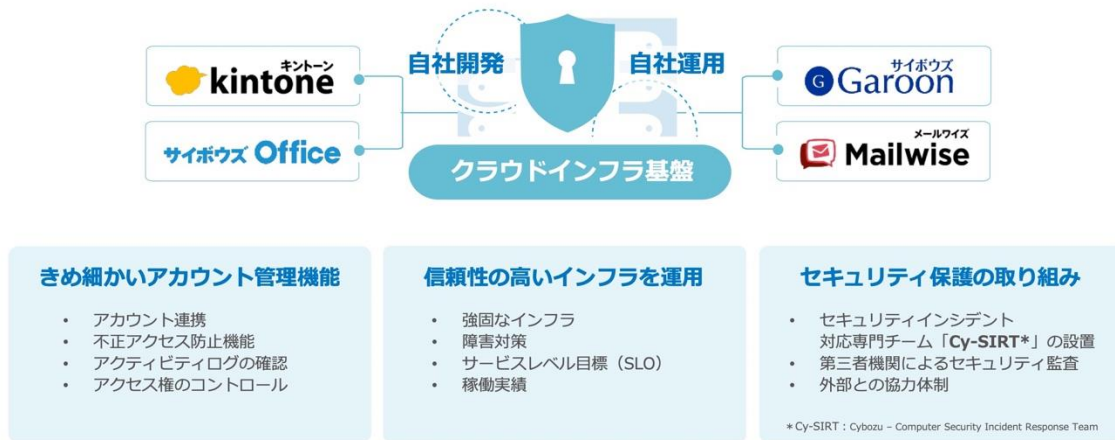 キントーン
kintone
サイボウズ Office
自社開発
自社運用
クラウドインフラ基盤
サイボウズ
G Garoon
メールワイズ
Mailwise
きめ細かいアカウント管理機能
• アカウント連携
• 不正アクセス防止機能
• アクティビティログの確認
• アクセス権のコントロール
信頼性の高いインフラを運用
• 強固なインフラ
• 障害対策
• サービスレベル目標（SLO）
• 稼働実績
セキュリティ保護の取り組み
• セキュリティインシデント
対応専門チーム「Cy-SIRT*」の設置
• 第三者機関によるセキュリティ監査
• 外部との協力体制
*Cy-SIRT：Cybozu – Computer Security Incident Response Team